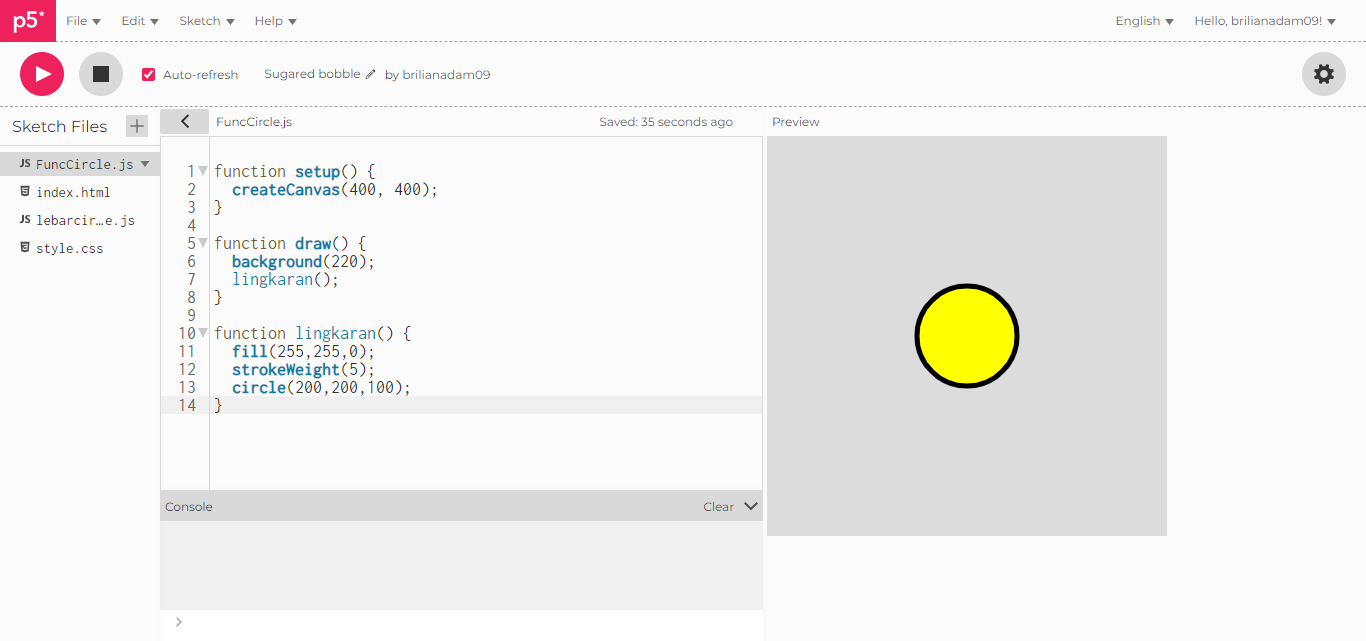 p5* File Edit Sketch Help English Hello, brilianadam09!
Auto-refresh Sugared bobble by brilianadam09
Sketch Files + FuncCircle.js Saved: 35 seconds ago Preview
JS FuncCircle.js
index.html
JS lebarcir…e.js
style.css
1 function setup() {
2 createCanvas(400, 400);
3 }
4
5 function draw() {
6 background(220);
7 lingkaran();
8 }
9
10 function lingkaran() {
11 fill(255,255,0);
12 strokeWeight(5);
13 circle(200,200,100);
14 }
Console Clear
>